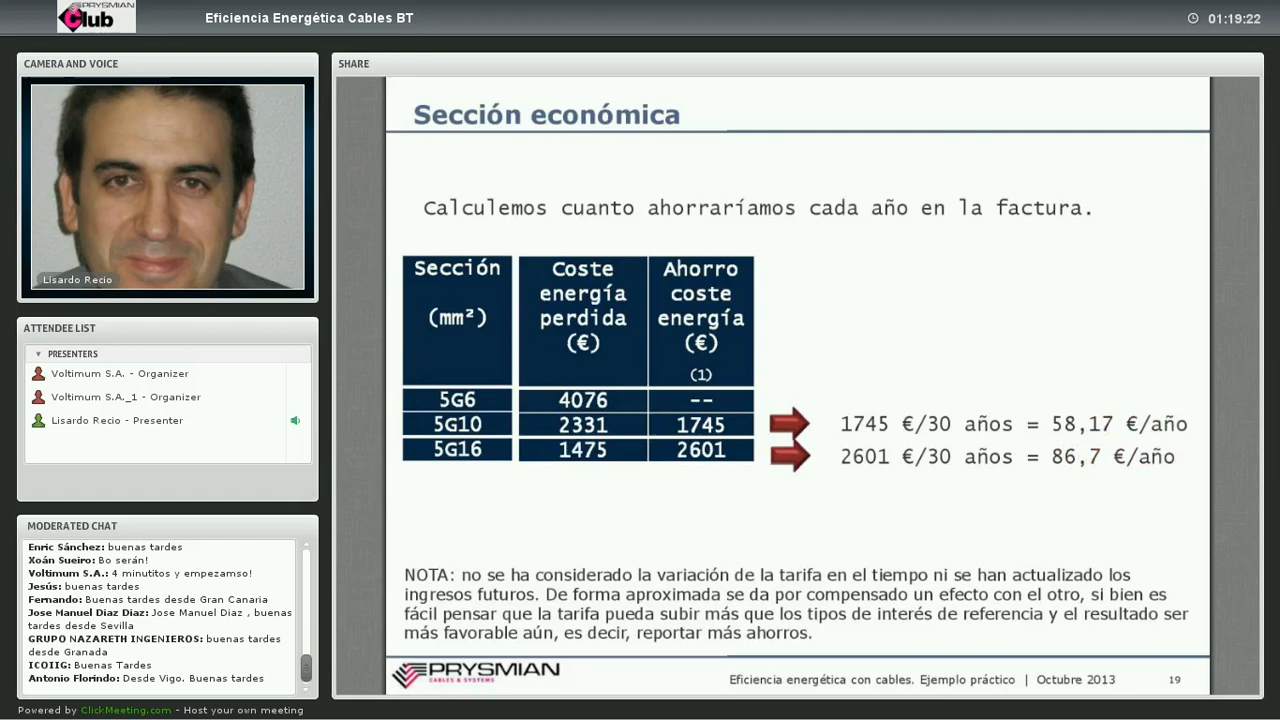 PRYSMIAN
Club
Eficiencia Energética Cables BT
01:19:22
CAMERA AND VOICE
Lisardo Recio
ATTENDEE LIST
PRESENTERS
Voltimum S.A. - Organizer
Voltimum S.A._1 - Organizer
Lisardo Recio - Presenter
MODERATED CHAT
Enric Sánchez: buenas tardes
Xoán Sueiro: Bo serán!
Voltimum S.A.: 4 minutitos y empezamso!
Jesús: buenas tardes
Fernando: Buenas tardes desde Gran Canaria
Jose Manuel Diaz Diaz: Jose Manuel Diaz , buenas
tardes desde Sevilla
GRUPO NAZARETH INGENIEROS: buenas tardes
desde Granada
ICOIIG: Buenas Tardes
Antonio Florindo: Desde Vigo. Buenas tardes
Powered by ClickMeeting.com - Host your own meeting
SHARE
Sección económica
Calculemos cuanto ahorraríamos cada año en la factura.
Sección (mm²)
Coste energía perdida (€)
Ahorro coste energía (€) (1)
5G6 4076 --
5G10 2331 1745 1745 €/30 años = 58,17 €/año
5G16 1475 2601 2601 €/30 años = 86,7 €/año
NOTA: no se ha considerado la variación de la tarifa en el tiempo ni se han actualizado los
ingresos futuros. De forma aproximada se da por compensado un efecto con el otro, si bien es
fácil pensar que la tarifa pueda subir más que los tipos de interés de referencia y el resultado ser
más favorable aún, es decir, reportar más ahorros.
PRYSMIAN
CABLES & SYSTEMS
Eficiencia energética con cables. Ejemplo práctico | Octubre 2013 19